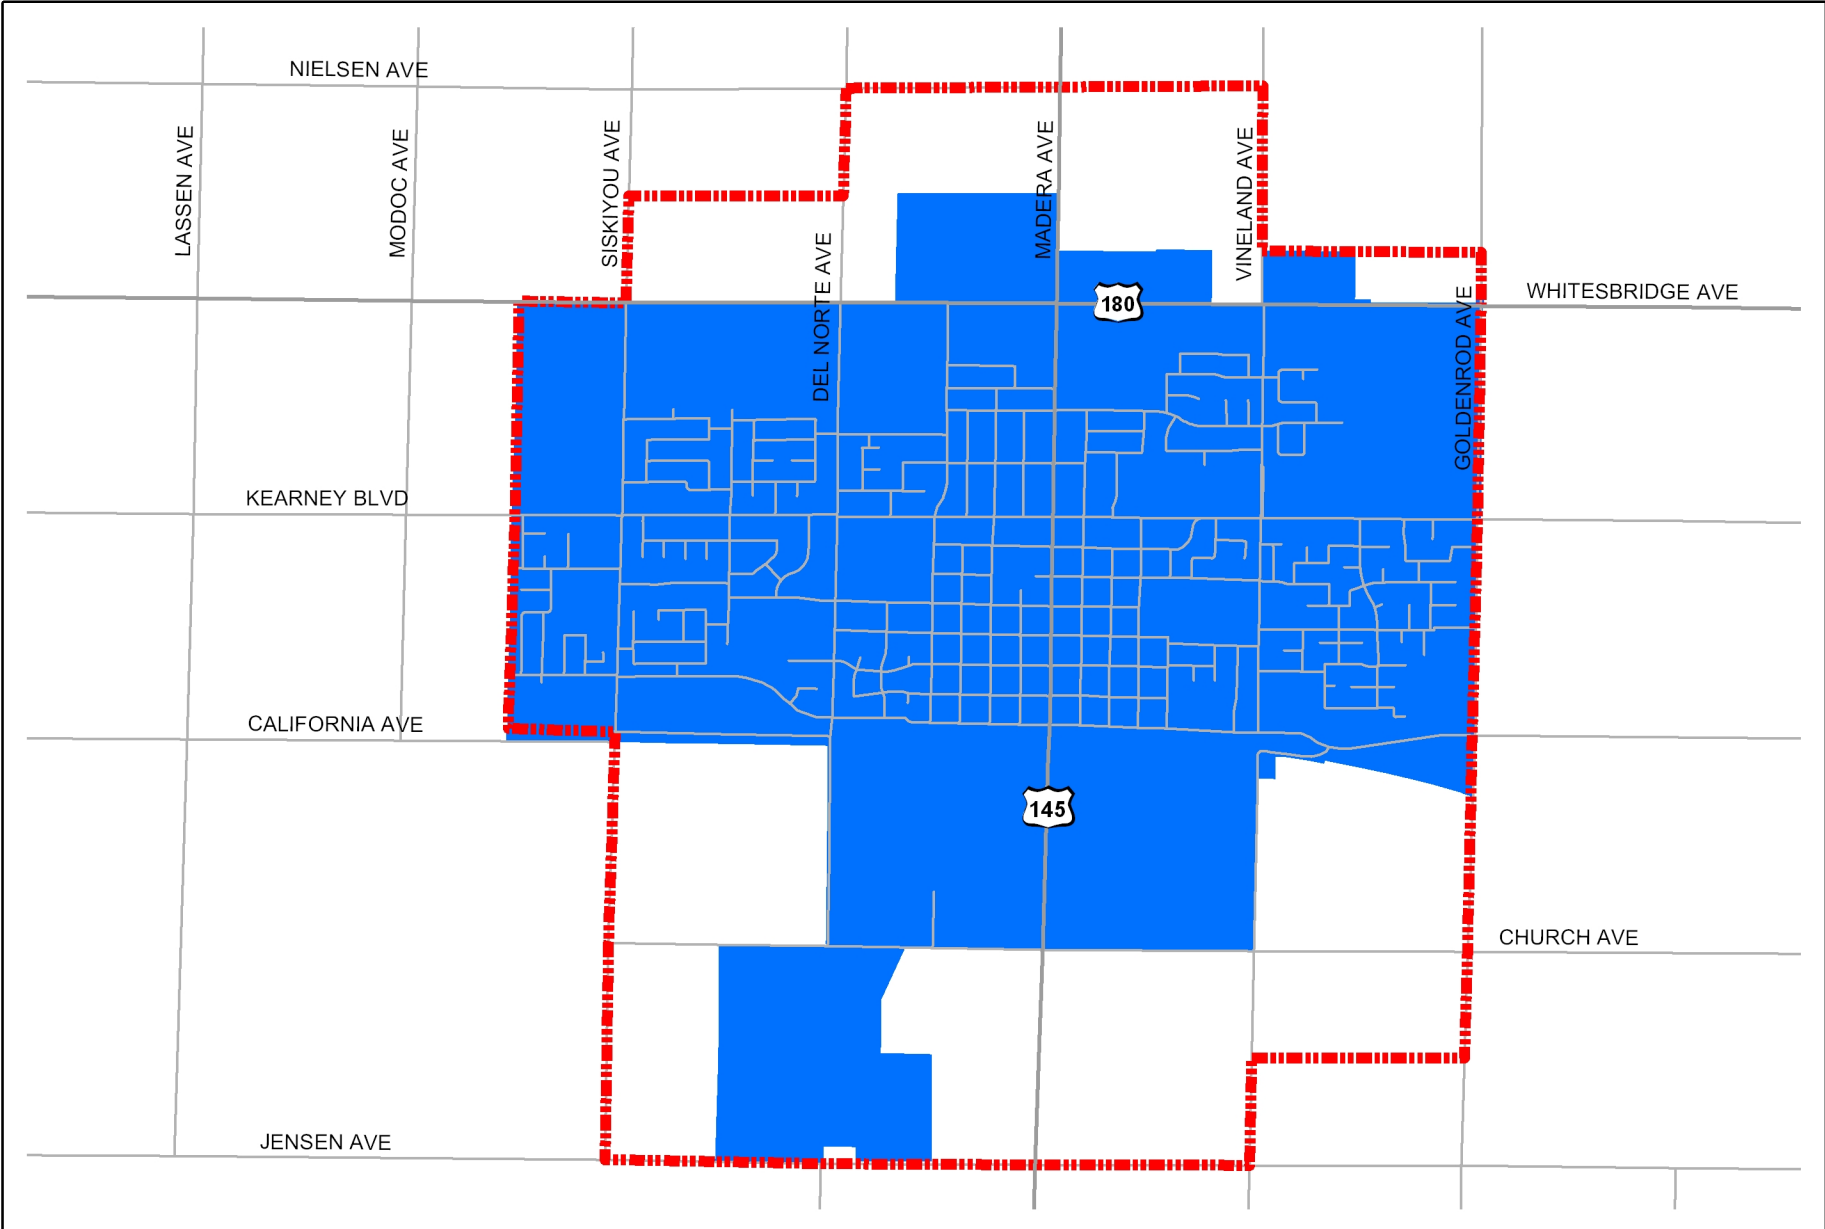 NIELSEN AVE
LASSEN AVE
MODOC AVE
SISKIYOU AVE
MADERA AVE
VINELAND AVE
DEL NORTE AVE
180
WHITESBRIDGE AVE
GOLDENROD AVE
KEARNEY BLVD
CALIFORNIA AVE
145
CHURCH AVE
JENSEN AVE